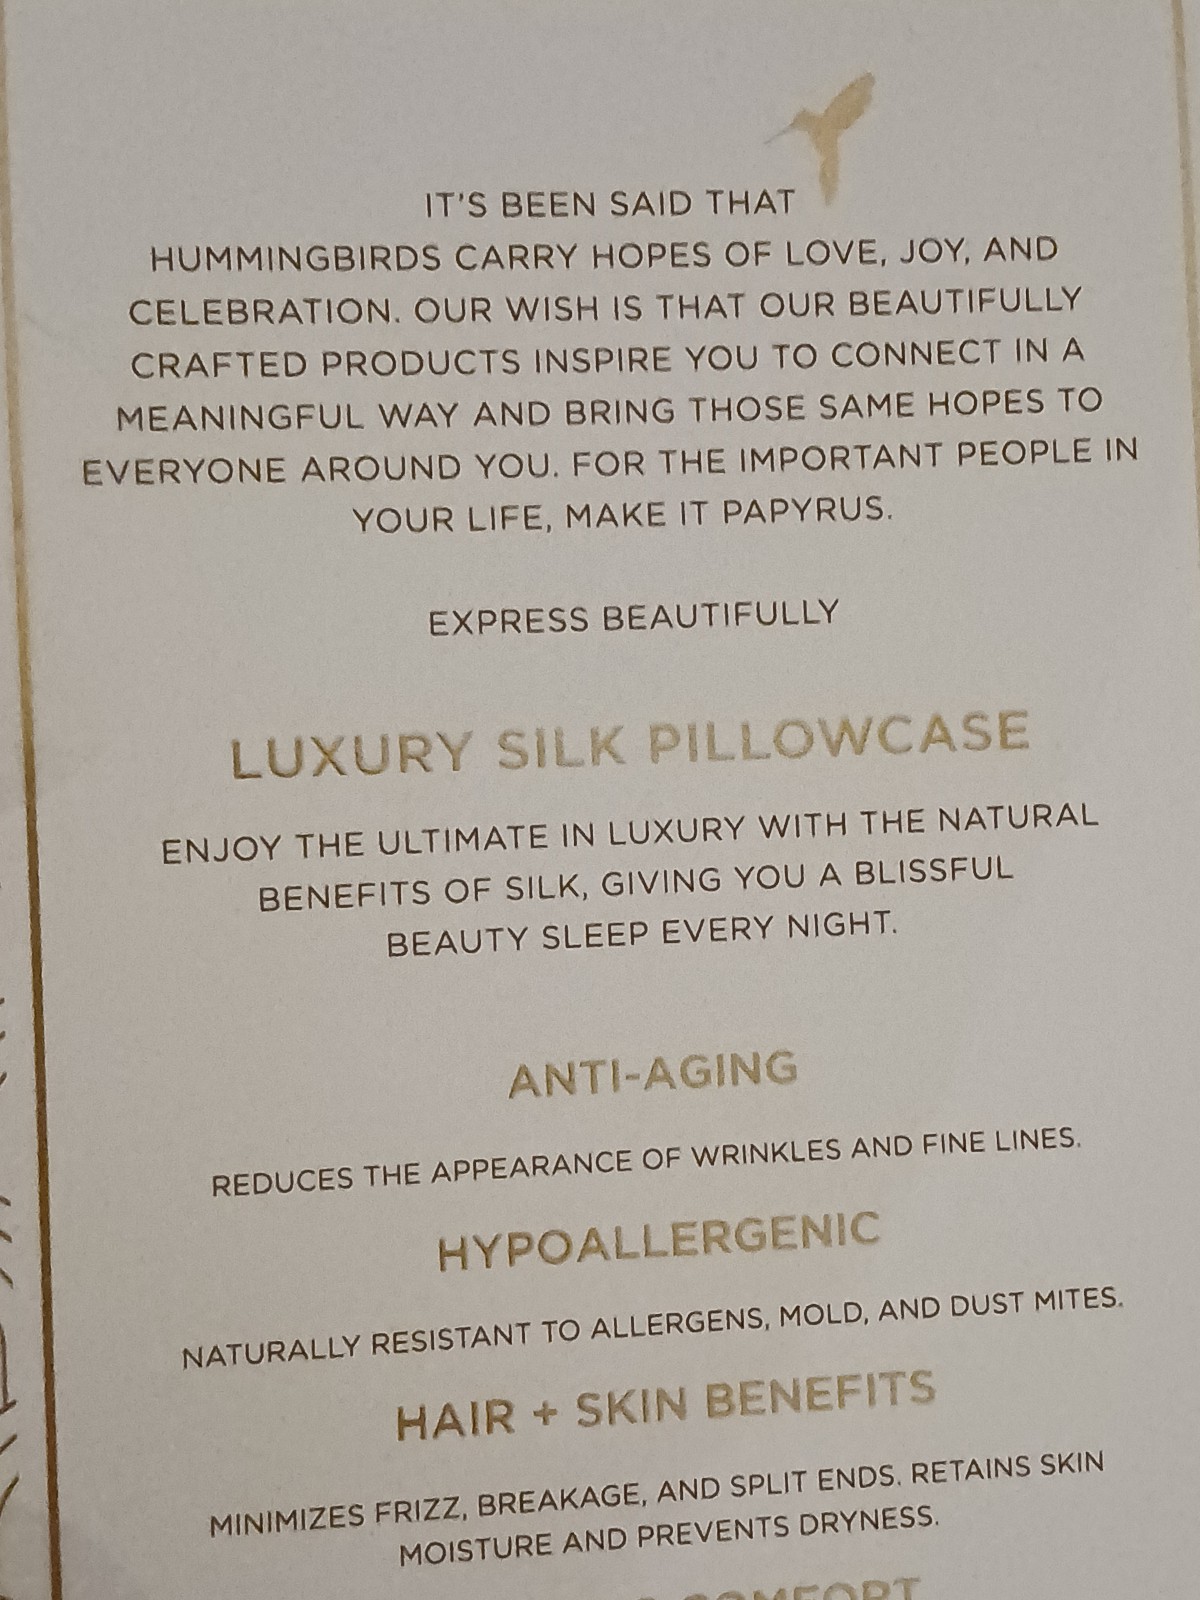 IT'S BEEN SAID THAT
HUMMINGBIRDS CARRY HOPES OF LOVE, JOY, AND
CELEBRATION. OUR WISH IS THAT OUR BEAUTIFULLY
CRAFTED PRODUCTS INSPIRE YOU TO CONNECT IN A
MEANINGFUL WAY AND BRING THOSE SAME HOPES TO
EVERYONE AROUND YOU. FOR THE IMPORTANT PEOPLE IN
YOUR LIFE, MAKE IT PAPYRUS.
EXPRESS BEAUTIFULLY
LUXURY SILK PILLOWCASE
ENJOY THE ULTIMATE IN LUXURY WITH THE NATURAL
BENEFITS OF SILK, GIVING YOU A BLISSFUL
BEAUTY SLEEP EVERY NIGHT.
ANTI-AGING
REDUCES THE APPEARANCE OF WRINKLES AND FINE LINES.
HYPOALLERGENIC
NATURALLY RESISTANT TO ALLERGENS, MOLD, AND DUST MITES.
HAIR + SKIN BENEFITS
MINIMIZES FRIZZ, BREAKAGE, AND SPLIT ENDS. RETAINS SKIN
MOISTURE AND PREVENTS DRYNESS.
COMFORT